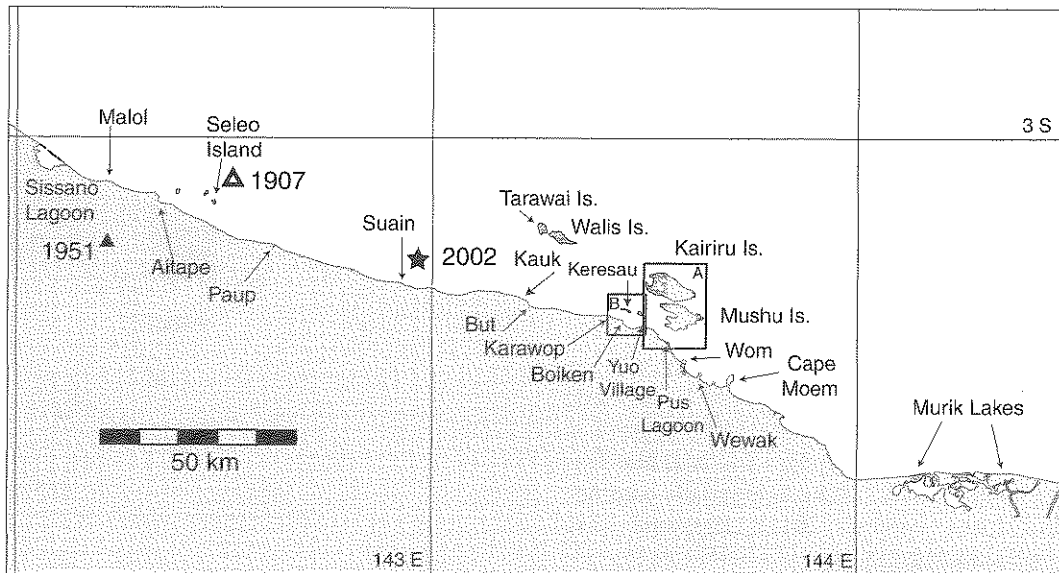 3 S
Malol
Seleo
Island
1907
Sissano
Lagoon
1951
Aitape
Paup
Suain
2002
Tarawai Is.
Walis Is.
Kauk
Keresau
Kairiru Is.
A
B
Mushu Is.
But
Karawop
Boiken
Yuo
Village
Pus
Lagoon
Wom
Cape
Moem
Wewak
Murik Lakes
50 km
143 E
144 E